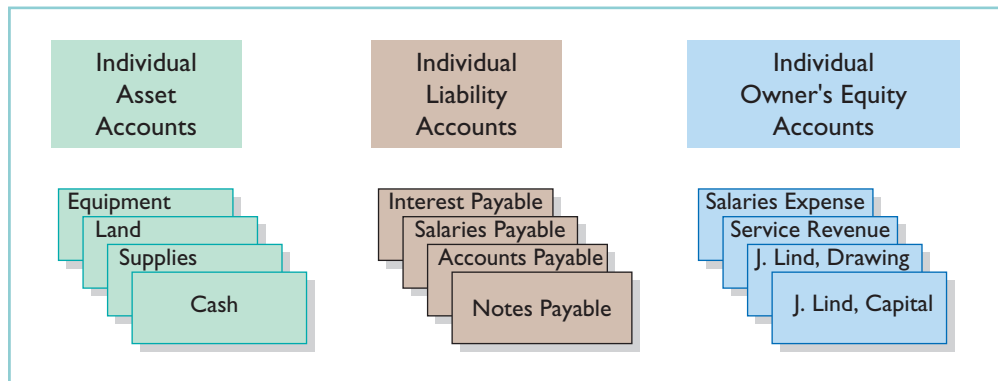 Individual
Asset
Accounts
Individual
Liability
Accounts
Individual
Owner's Equity
Accounts
Equipment
Land
Supplies
Cash
Interest Payable
Salaries Payable
Accounts Payable
Notes Payable
Salaries Expense
Service Revenue
J. Lind, Drawing
J. Lind, Capital